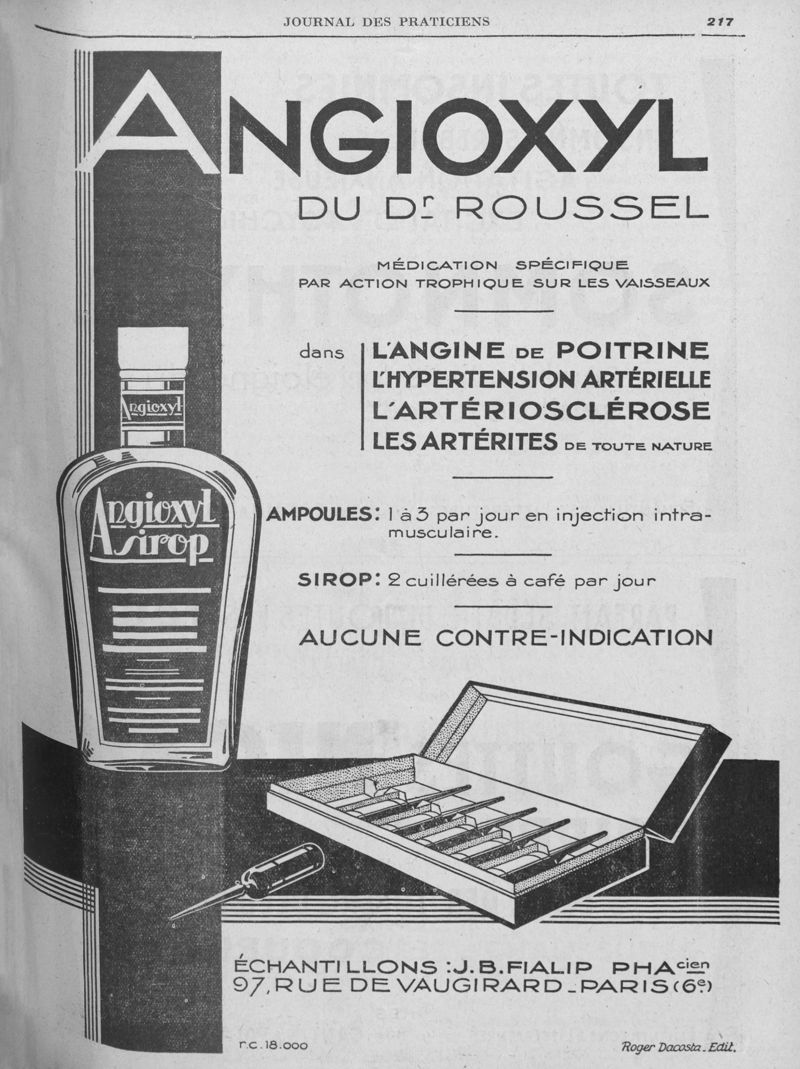 JOURNAL DES PRATICIENS
217
ANGIOXYL
DU Dr ROUSSEL
MÉDICATION SPÉCIFIQUE
PAR ACTION TROPHIQUE SUR LES VAISSEAUX
dans
L'ANGINE DE POITRINE
L'HYPERTENSION ARTÉRIELLE
L'ARTÉRIOSCLÉROSE
LES ARTÉRITES DE TOUTE NATURE
Angioxyl
Angioxyl
sirop
AMPOULES: 1 à 3 par jour en injection intra-
musculaire.
SIROP: 2 cuillérées à café par jour
AUCUNE CONTRE-INDICATION
ÉCHANTILLONS : J. B. FIALIP PHAcien
97, RUE DE VAUGIRARD _ PARIS (6e)
r.c. 18.000
Roger Dacosta. Edit.